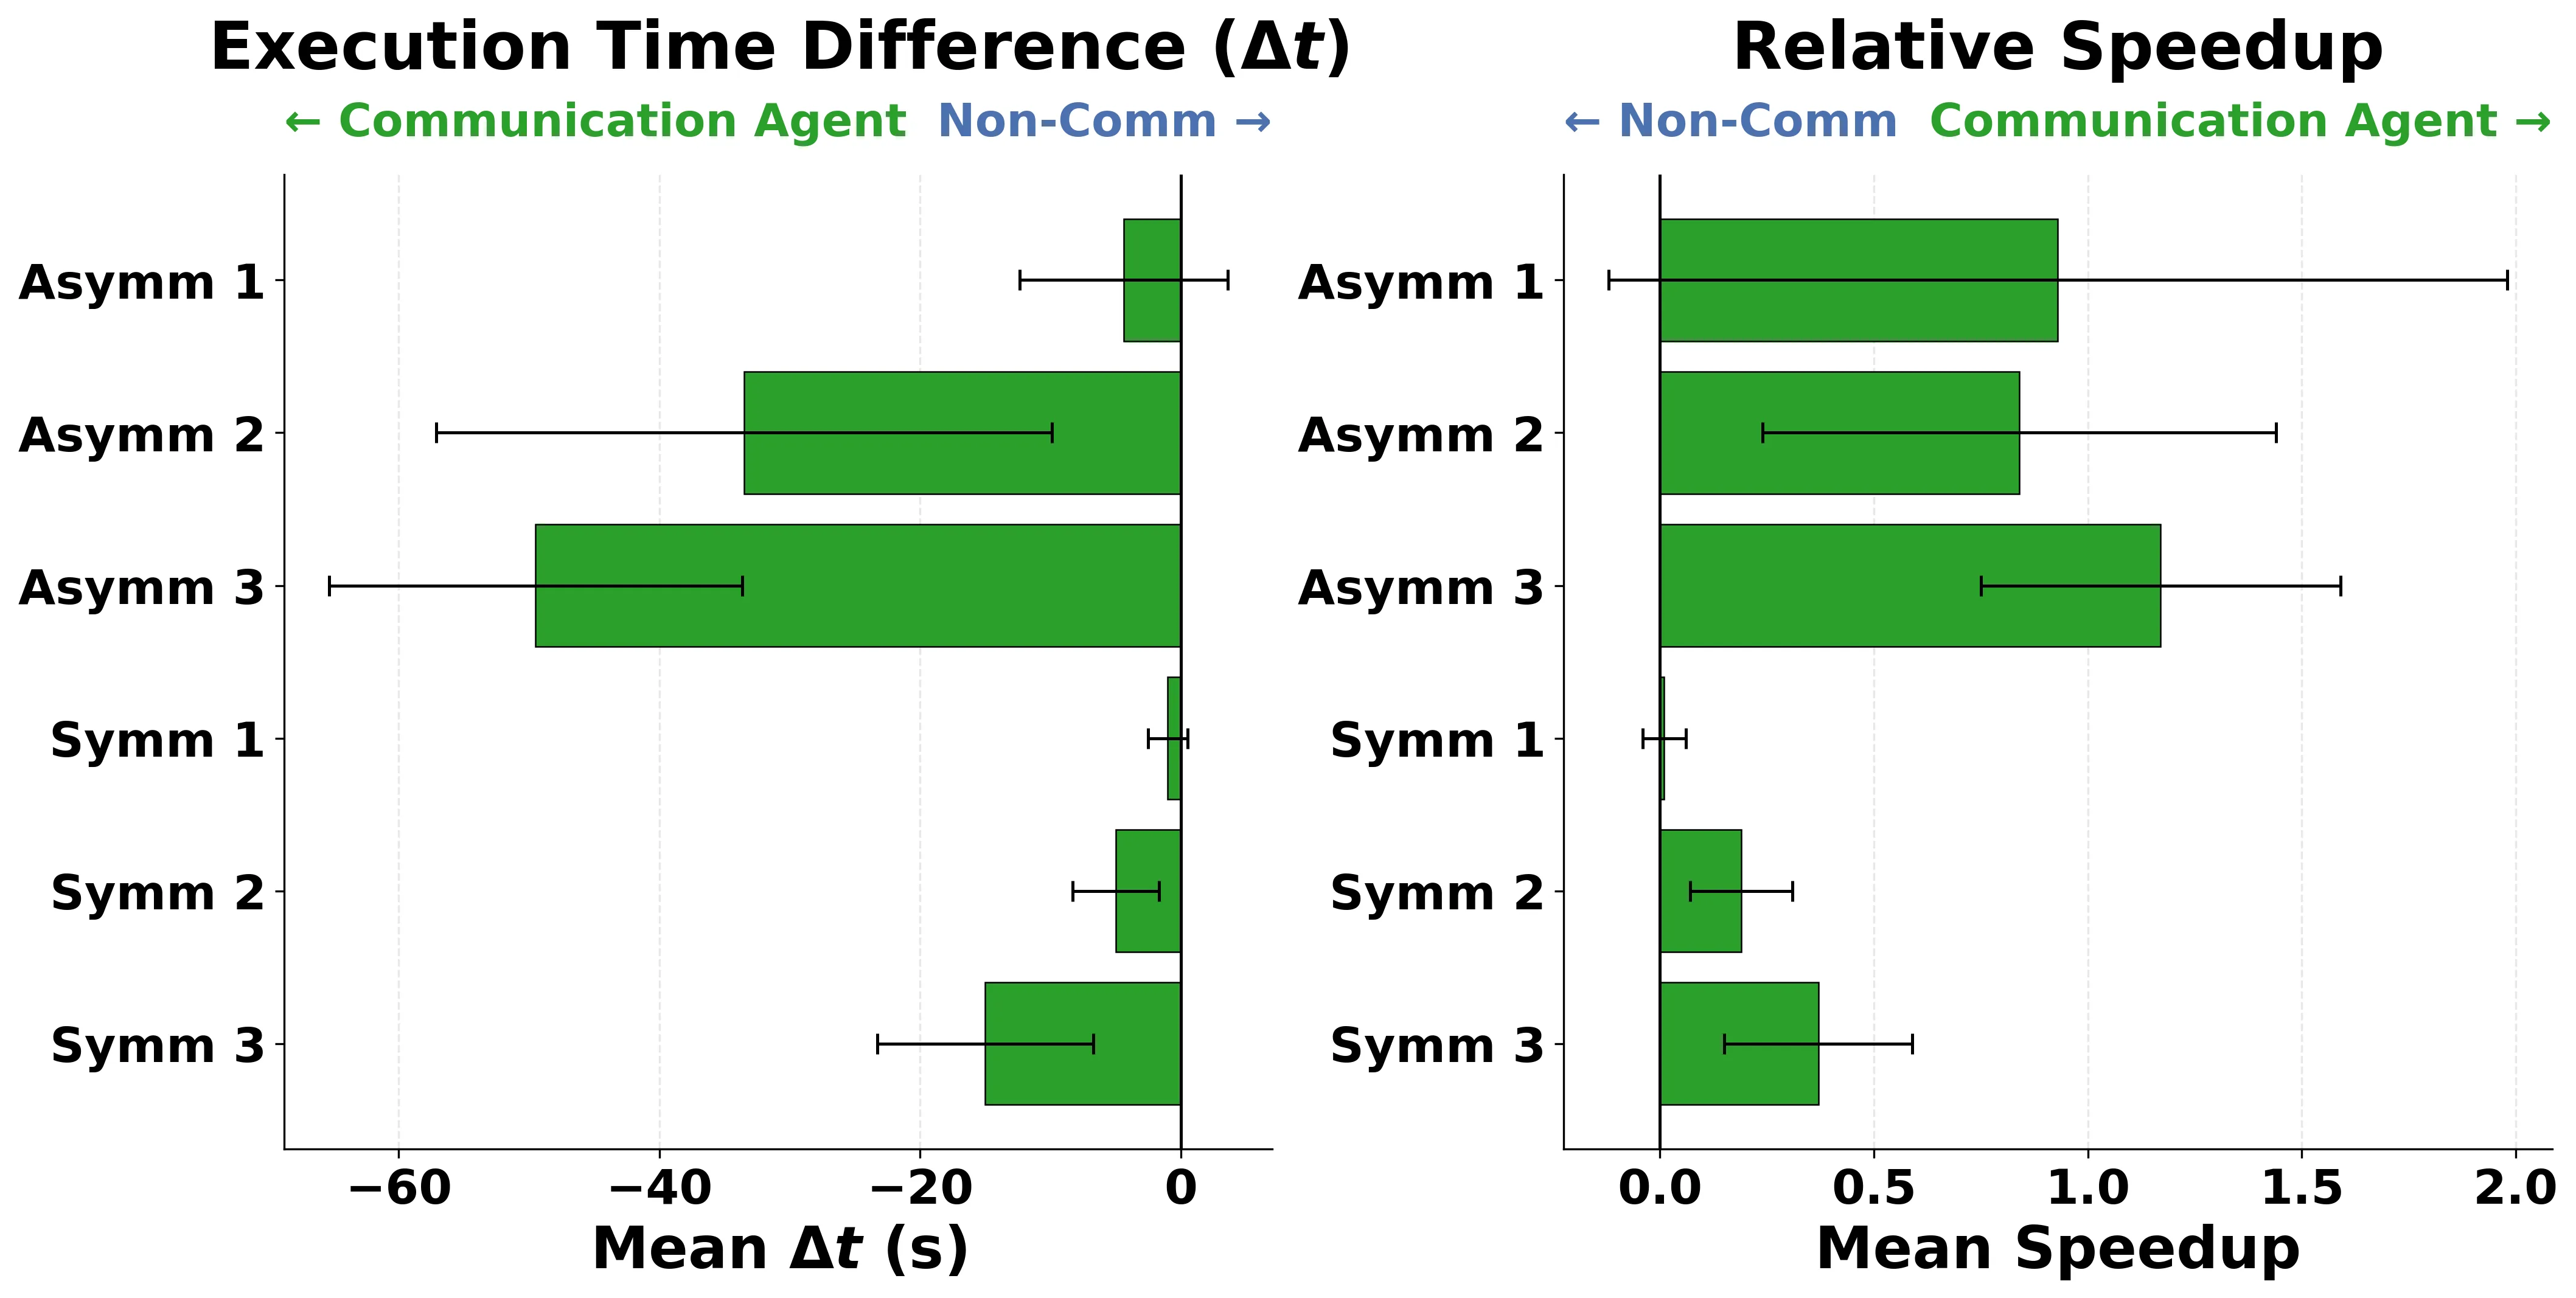 Execution Time Difference (Δt)
← Communication Agent Non-Comm →
Asymm 1
Asymm 2
Asymm 3
Symm 1
Symm 2
Symm 3
−60 −40 −20 0
Mean Δt (s)
Relative Speedup
← Non-Comm Communication Agent →
Asymm 1
Asymm 2
Asymm 3
Symm 1
Symm 2
Symm 3
0.0 0.5 1.0 1.5 2.0
Mean Speedup